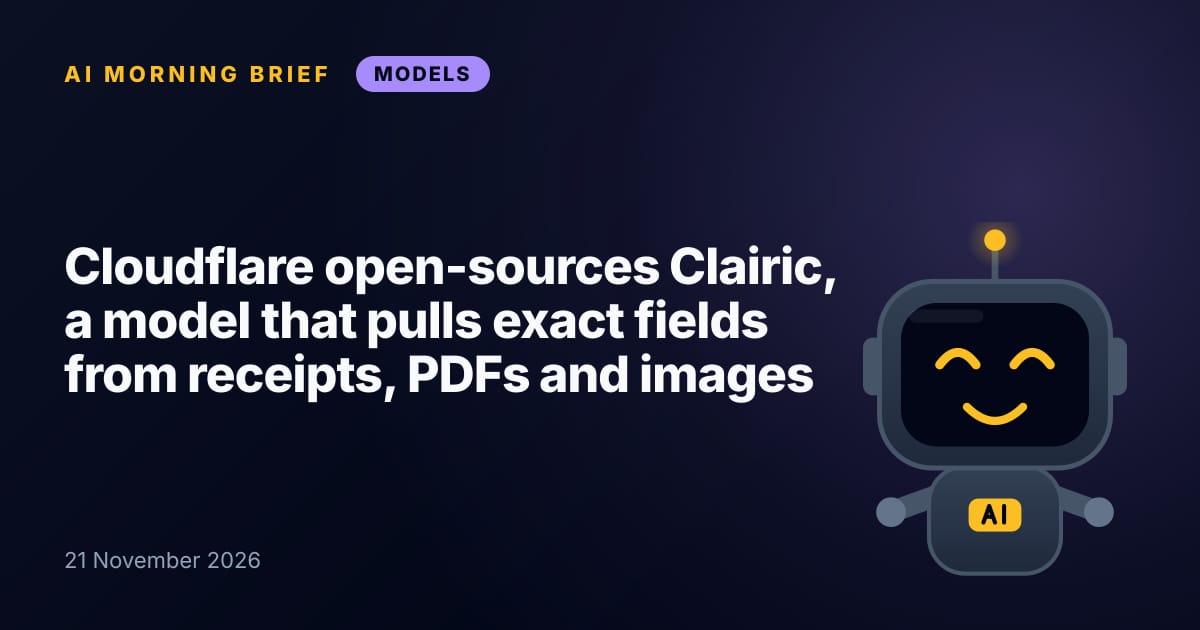 AI MORNING BRIEF MODELS
Cloudflare open-sources Clairic,
a model that pulls exact fields
from receipts, PDFs and images
AI
21 November 2026